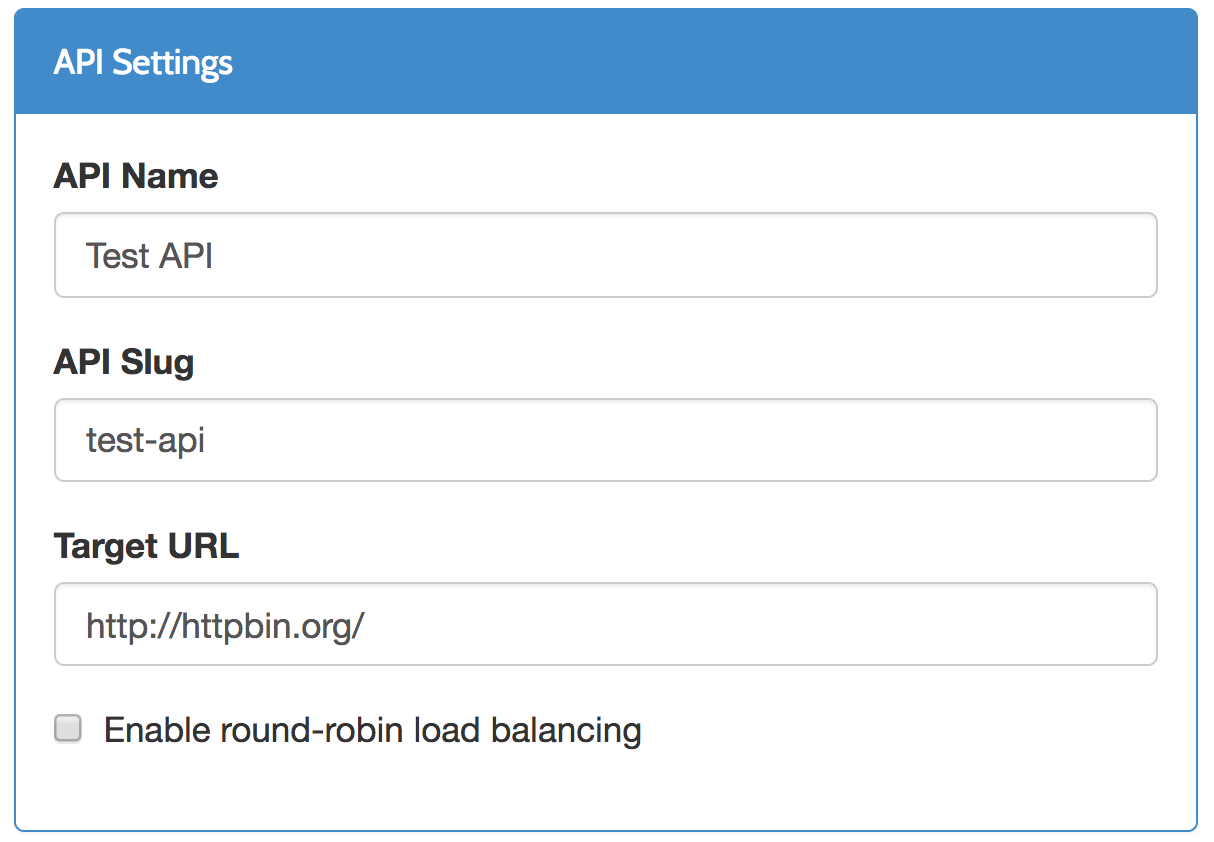 API Settings
API Name
Test API
API Slug
test-api
Target URL
http://httpbin.org/
Enable round-robin load balancing